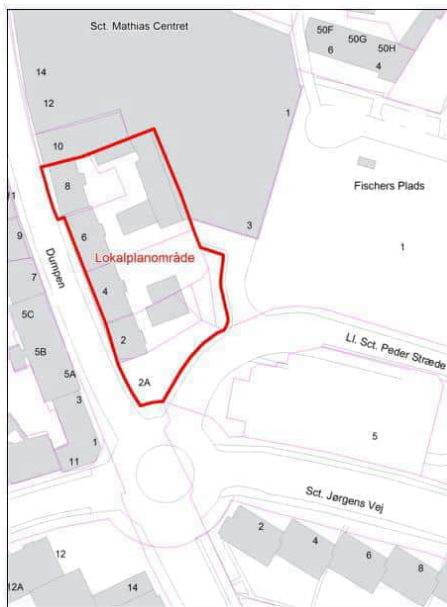 Sct. Mathias Centret
50F
50G
50H
6
4
14
12
1
10
8
Fischers Plads
3
1
9
6
Dumpen
Lokalplanområde
7
4
5C
2
5B
Ll. Sct. Peder Stræde
5A
2A
3
5
1
11
Sct. Jørgens Vej
2
4
6
8
12
12A
14